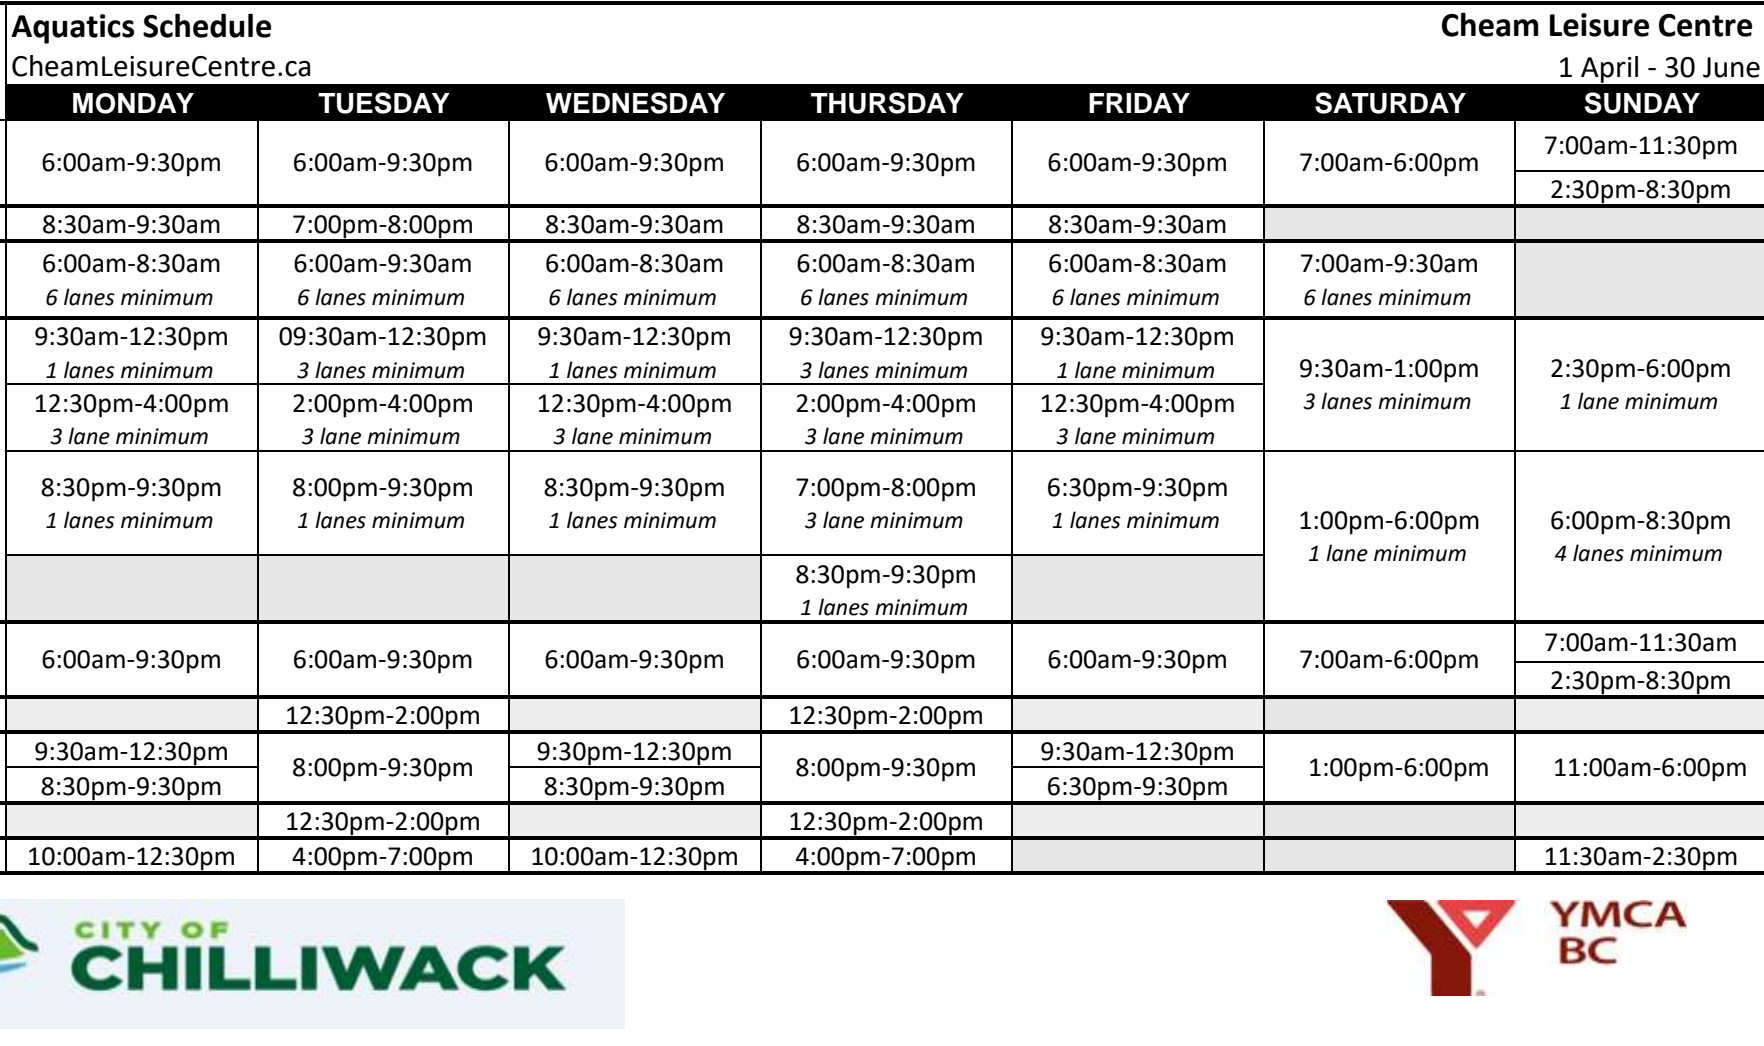 Aquatics Schedule Cheam Leisure Centre
CheamLeisureCentre.ca 1 April - 30 June
MONDAY TUESDAY WEDNESDAY THURSDAY FRIDAY SATURDAY SUNDAY
6:00am-9:30pm 6:00am-9:30pm 6:00am-9:30pm 6:00am-9:30pm 6:00am-9:30pm 7:00am-6:00pm 7:00am-11:30pm
2:30pm-8:30pm
8:30am-9:30am 7:00pm-8:00pm 8:30am-9:30am 8:30am-9:30am 8:30am-9:30am
6:00am-8:30am 6:00am-9:30am 6:00am-8:30am 6:00am-8:30am 6:00am-8:30am 7:00am-9:30am
6 lanes minimum 6 lanes minimum 6 lanes minimum 6 lanes minimum 6 lanes minimum 6 lanes minimum
9:30am-12:30pm 09:30am-12:30pm 9:30am-12:30pm 9:30am-12:30pm 9:30am-12:30pm
1 lanes minimum 3 lanes minimum 1 lanes minimum 3 lanes minimum 1 lane minimum
9:30am-1:00pm 2:30pm-6:00pm
3 lanes minimum 1 lane minimum
12:30pm-4:00pm 2:00pm-4:00pm 12:30pm-4:00pm 2:00pm-4:00pm 12:30pm-4:00pm
3 lane minimum 3 lane minimum 3 lane minimum 3 lane minimum 3 lane minimum
8:30pm-9:30pm 8:00pm-9:30pm 8:30pm-9:30pm 7:00pm-8:00pm 6:30pm-9:30pm
1 lanes minimum 1 lanes minimum 1 lanes minimum 3 lane minimum 1 lanes minimum
1:00pm-6:00pm 6:00pm-8:30pm
1 lane minimum 4 lanes minimum
8:30pm-9:30pm
1 lanes minimum
6:00am-9:30pm 6:00am-9:30pm 6:00am-9:30pm 6:00am-9:30pm 6:00am-9:30pm 7:00am-6:00pm 7:00am-11:30am
2:30pm-8:30pm
12:30pm-2:00pm 12:30pm-2:00pm
9:30am-12:30pm 8:00pm-9:30pm 9:30pm-12:30pm 8:00pm-9:30pm 9:30am-12:30pm 1:00pm-6:00pm 11:00am-6:00pm
8:30pm-9:30pm 8:30pm-9:30pm 6:30pm-9:30pm
12:30pm-2:00pm 12:30pm-2:00pm
10:00am-12:30pm 4:00pm-7:00pm 10:00am-12:30pm 4:00pm-7:00pm 11:30am-2:30pm
CITY OF
CHILLIWACK
YMCA
BC